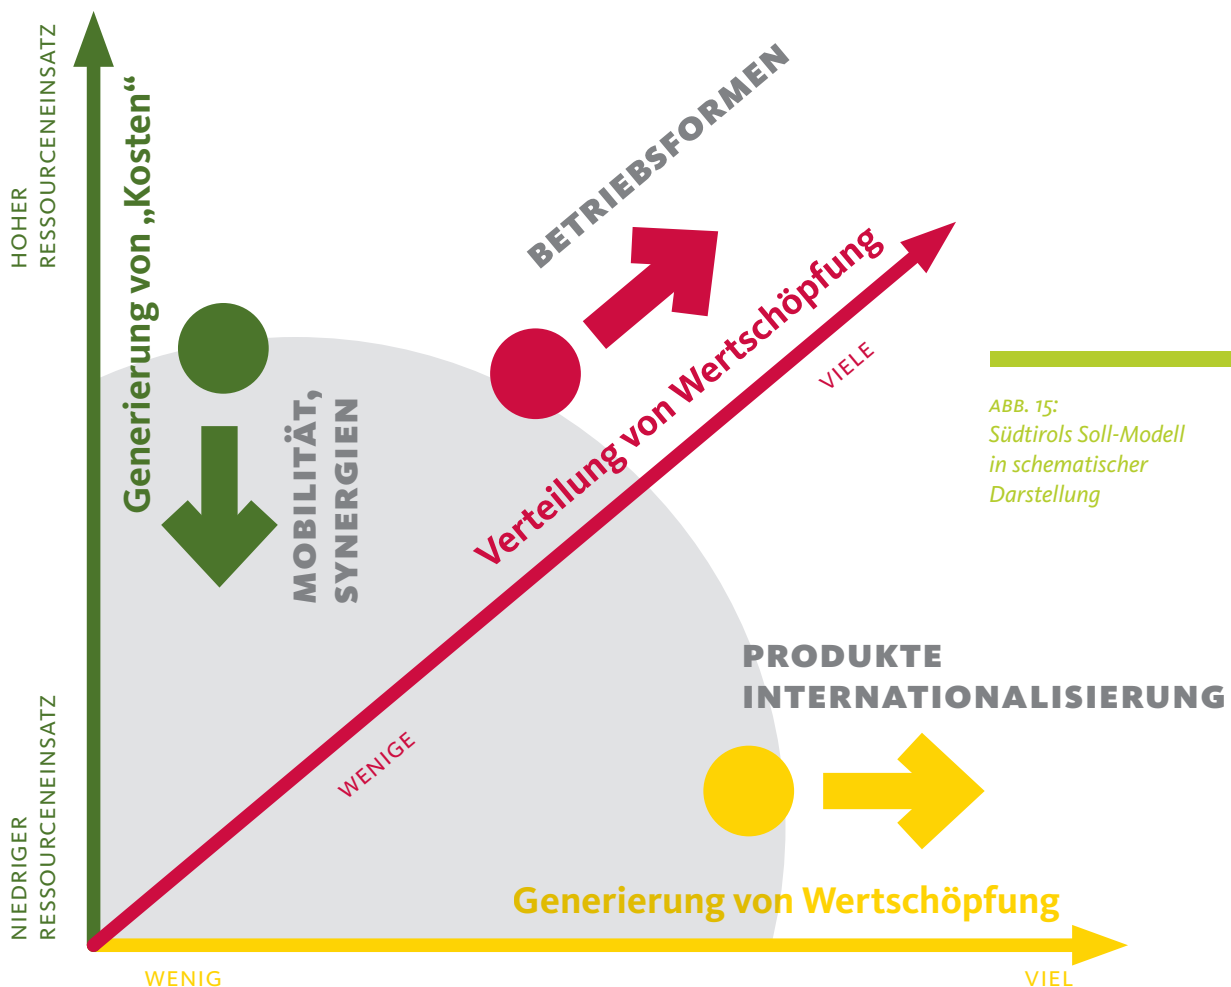 HOHER
RESSOURCENEINSATZ
Generierung von „Kosten“
BETRIEBSFORMEN
Verteilung von Wertschöpfung
VIELE
ABB. 15:
Südtirols Soll-Modell
in schematischer
Darstellung
MOBILITÄT,
SYNERGIEN
PRODUKTE
INTERNATIONALISIERUNG
WENIGE
NIEDRIGER
RESSOURCENEINSATZ
Generierung von Wertschöpfung
WENIG
VIEL